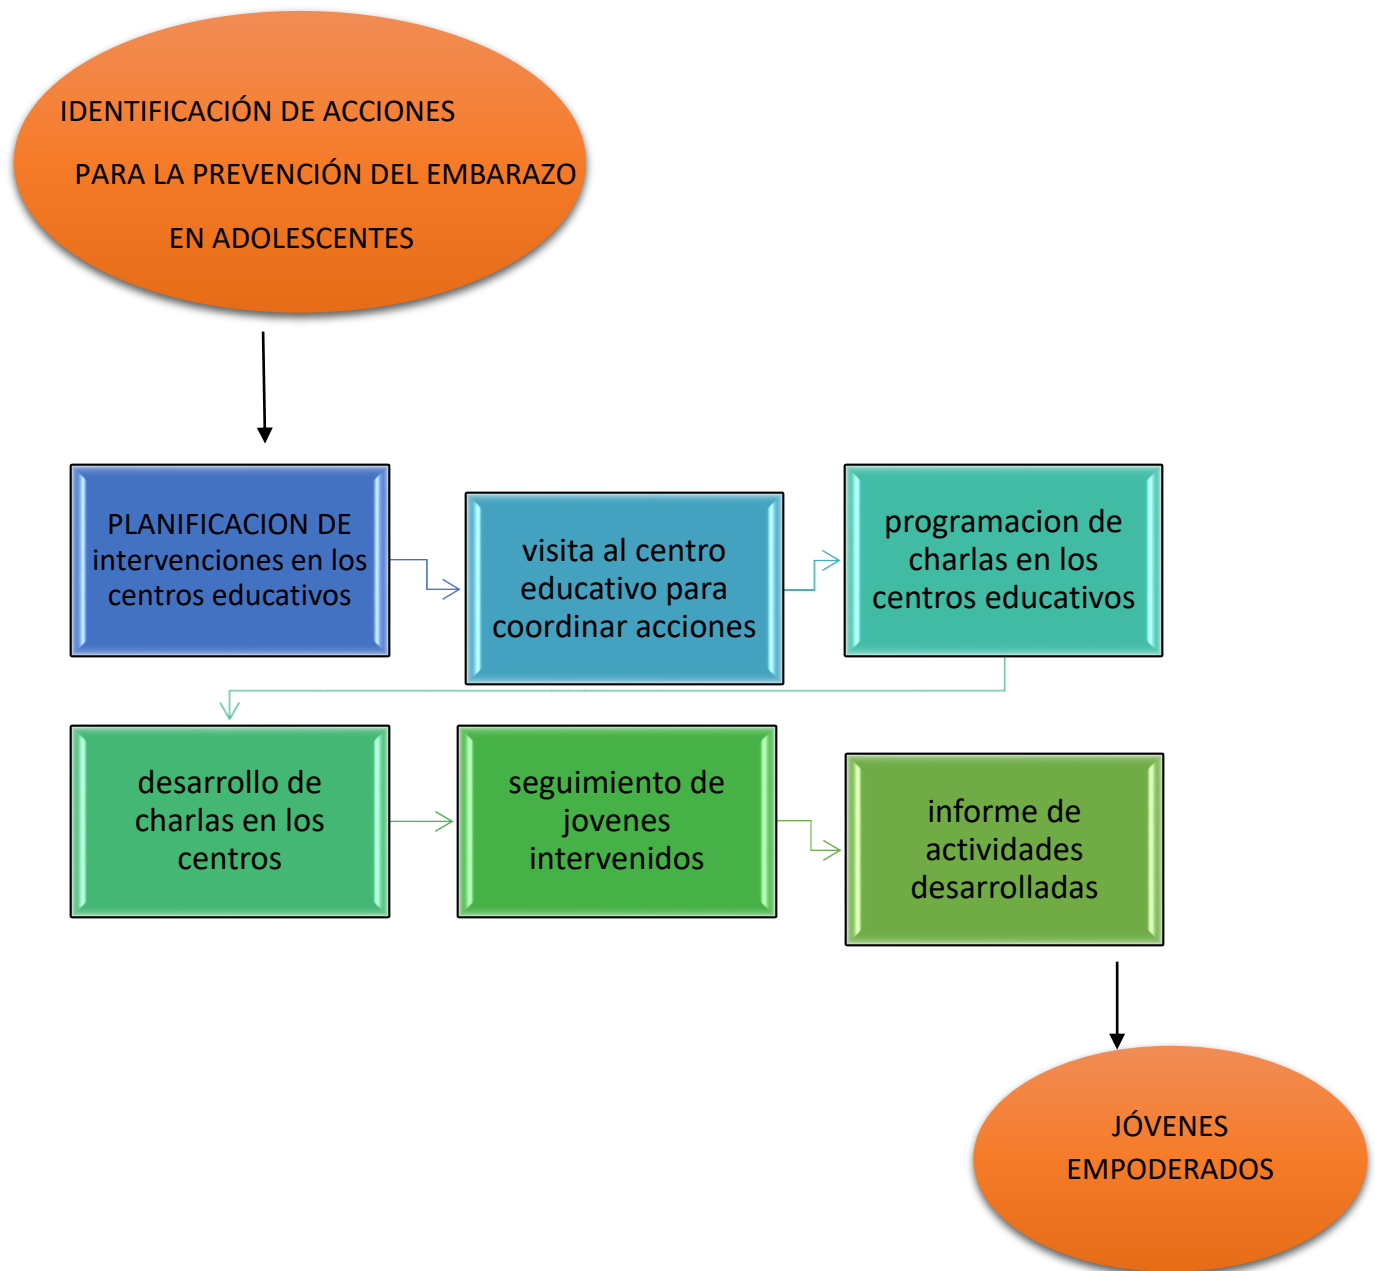 IDENTIFICACIÓN DE ACCIONES
PARA LA PREVENCIÓN DEL EMBARAZO
EN ADOLESCENTES
PLANIFICACION DE
intervenciones en los
centros educativos
visita al centro
educativo para
coordinar acciones
programacion de
charlas en los
centros educativos
desarrollo de
charlas en los
centros
seguimiento de
jovenes
intervenidos
informe de
actividades
desarrolladas
JÓVENES
EMPODERADOS